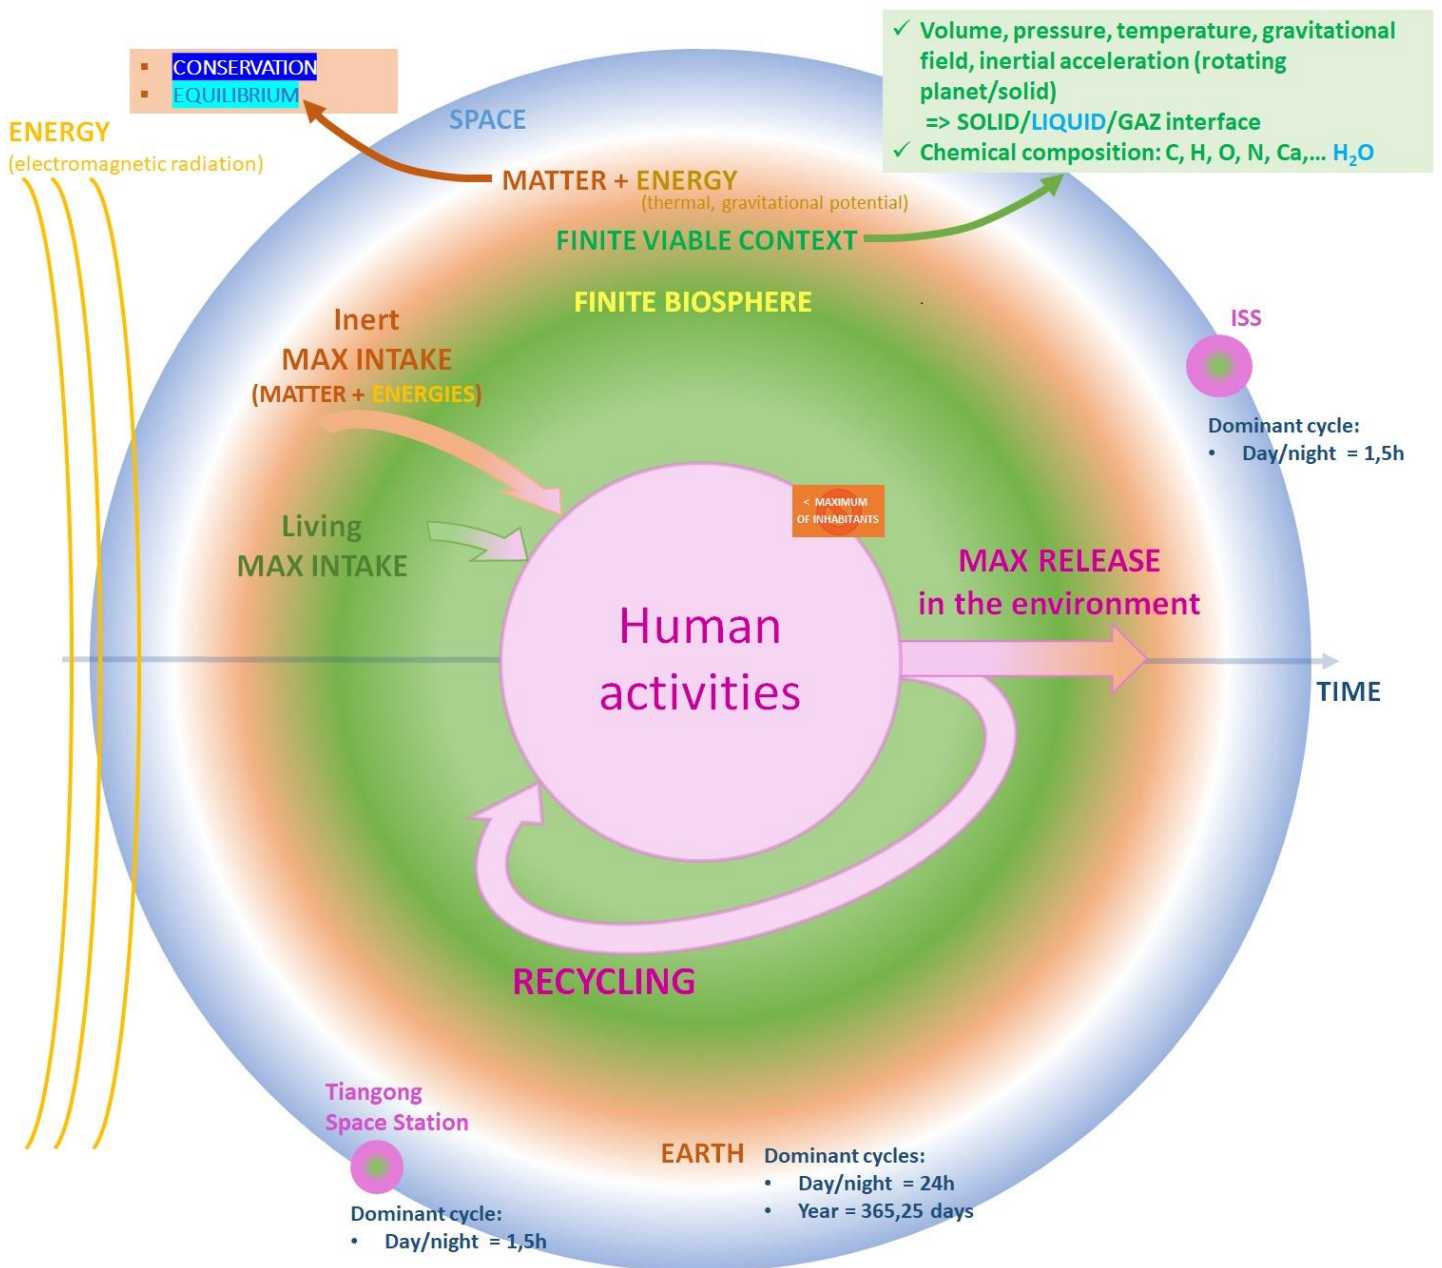 CONSERVATION
EQUILIBRIUM
ENERGY
(electromagnetic radiation)
SPACE
Volume, pressure, temperature, gravitational
field, inertial acceleration (rotating
planet/solid)
=> SOLID/LIQUID/GAZ interface
Chemical composition: C, H, O, N, Ca,... H₂O
MATTER + ENERGY
(thermal, gravitational potential)
FINITE VIABLE CONTEXT
FINITE BIOSPHERE
Inert
MAX INTAKE
(MATTER + ENERGIES)
ISS
Dominant cycle:
• Day/night = 1,5h
Living
MAX INTAKE
< MAXIMUM
OF INHABITANTS
MAX RELEASE
in the environment
Human
activities
TIME
RECYCLING
Tiangong
Space Station
Dominant cycle:
• Day/night = 1,5h
EARTH
Dominant cycles:
• Day/night = 24h
• Year = 365,25 days